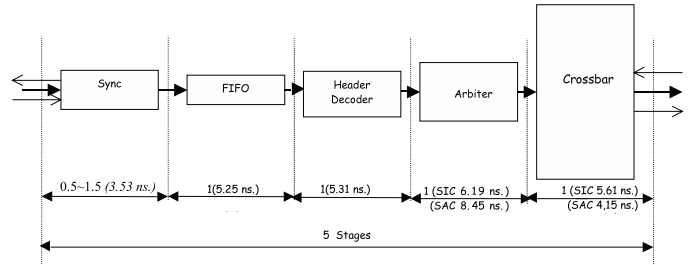 Sync
FIFO
Header
Decoder
Arbiter
Crossbar
0.5~1.5 (3.53 ns.)
1(5.25 ns.)
1(5.31 ns.)
1 (SIC 6.19 ns.)
(SAC 8.45 ns.)
1 (SIC 5.61 ns.)
(SAC 4,15 ns.)
5 Stages